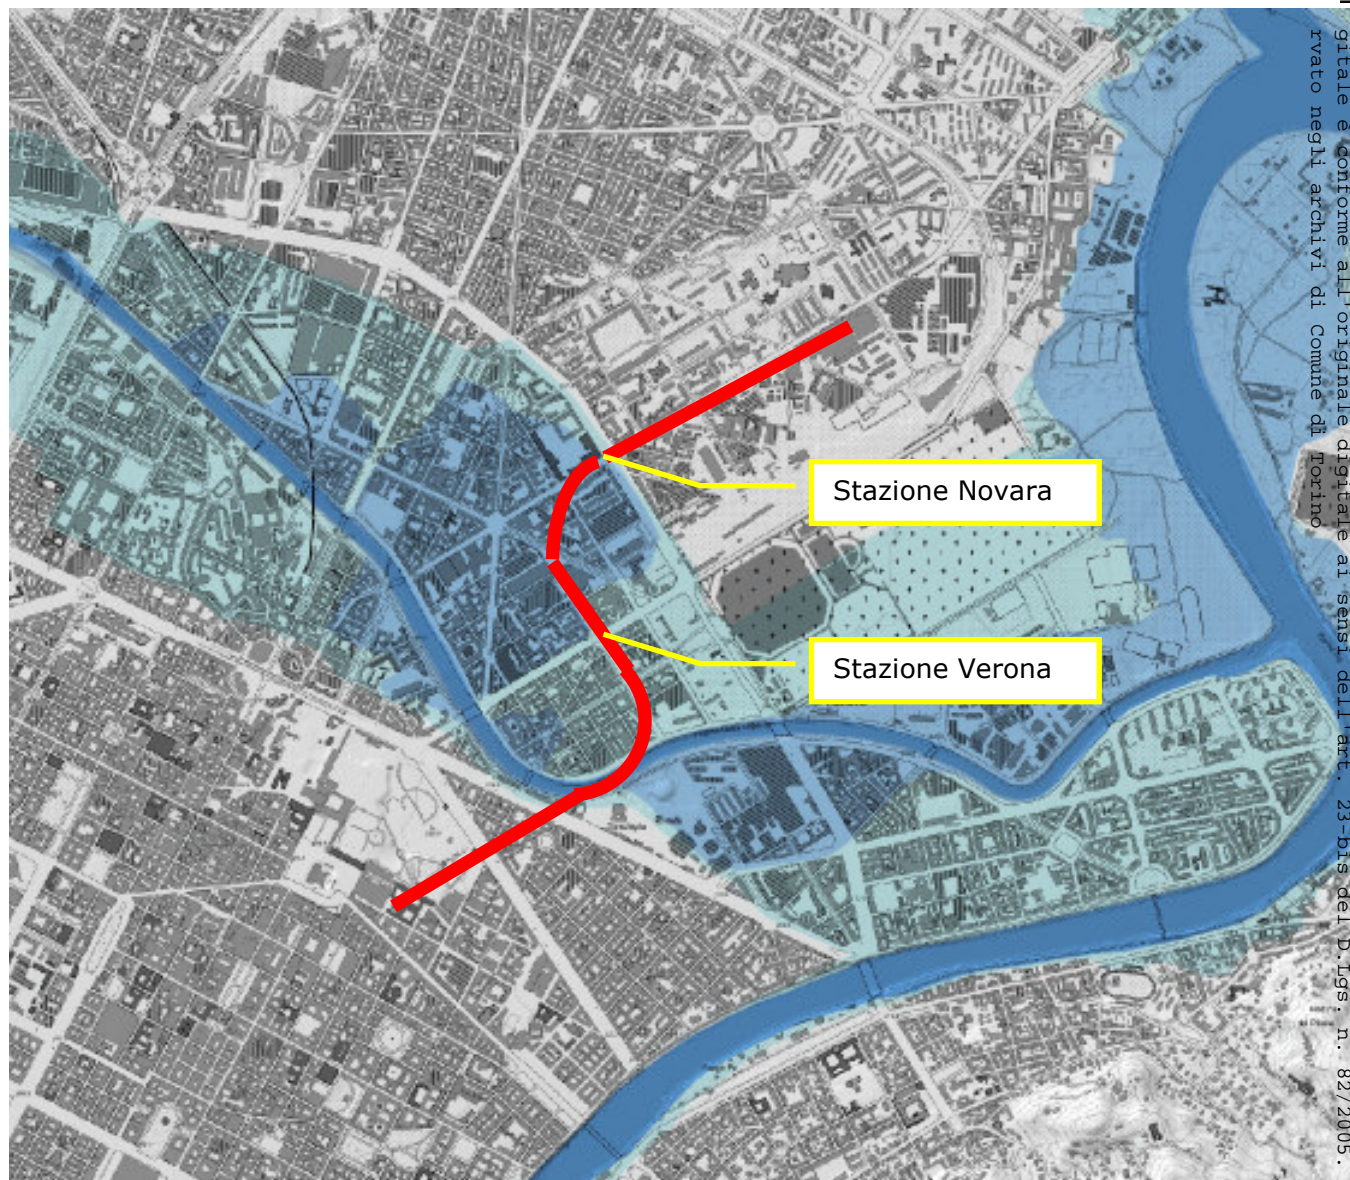 gitale è conforme all'originale digitale ai sensi dell'art. 23-bis del D.Lgs. n. 82/2005.
rvato negli archivi di Comune di Torino
Stazione Novara
Stazione Verona